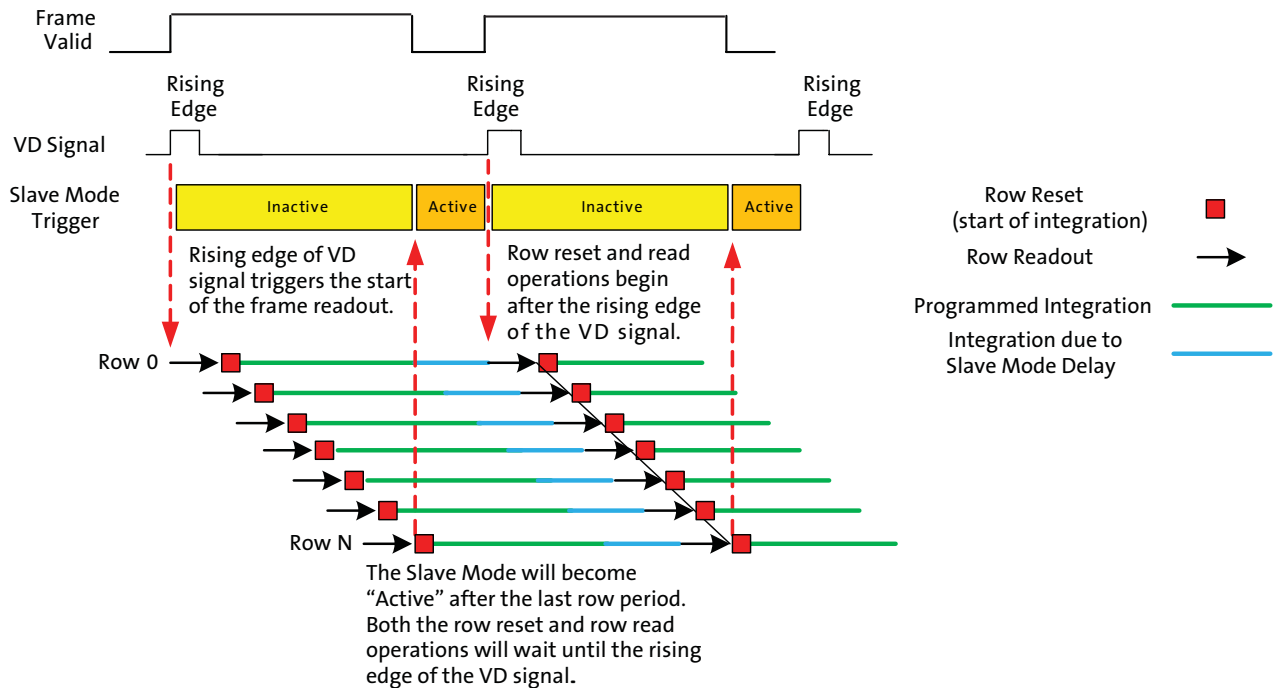 Frame
Valid
Rising
Edge
Rising
Edge
Rising
Edge
VD Signal
Slave Mode
Trigger
Inactive
Active
Inactive
Active
Rising edge of VD
signal triggers the start
of the frame readout.
Row reset and read
operations begin
after the rising edge
of the VD signal.
Row Reset
(start of integration)
Row Readout
Programmed Integration
Integration due to
Slave Mode Delay
Row 0
Row N
The Slave Mode will become
“Active” after the last row period.
Both the row reset and row read
operations will wait until the rising
edge of the VD signal.